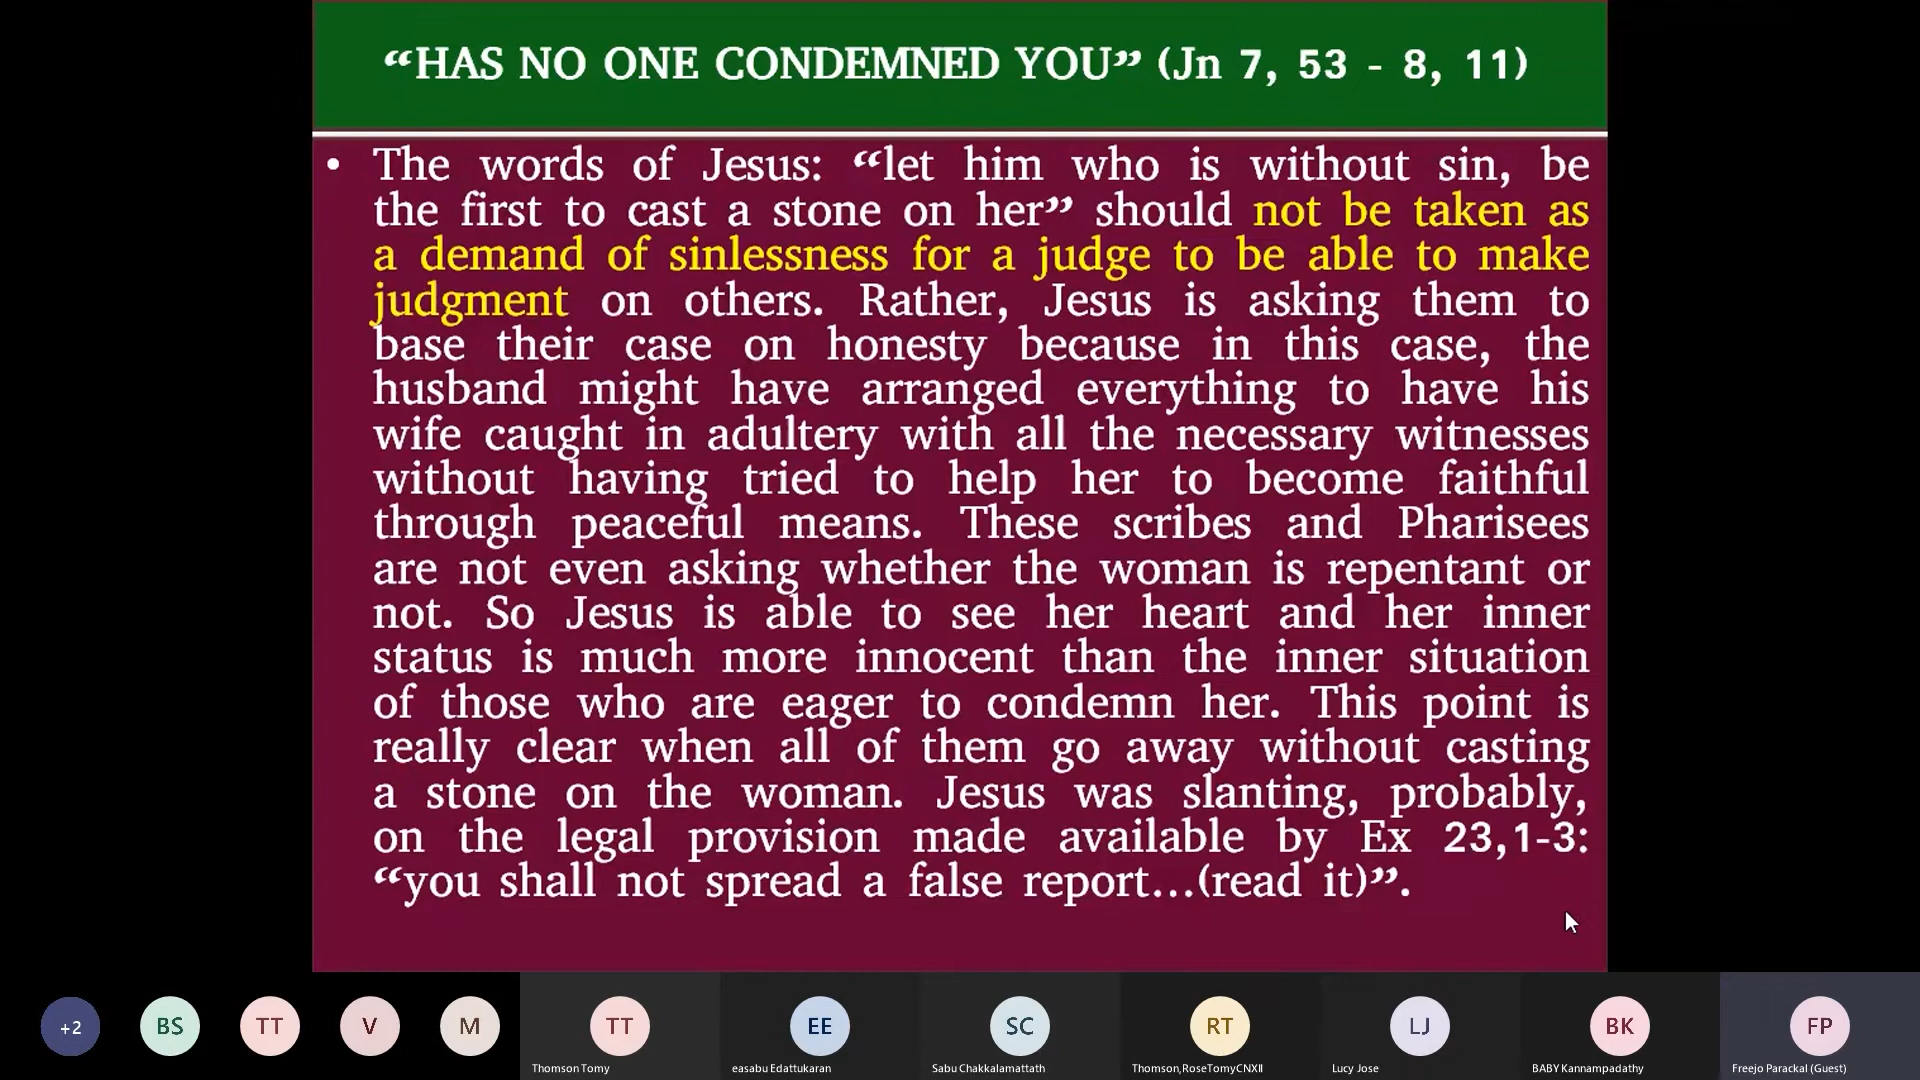 “HAS NO ONE CONDEMNED YOU” (Jn 7, 53 - 8, 11)
• The words of Jesus: “let him who is without sin, be
the first to cast a stone on her” should not be taken as
a demand of sinlessness for a judge to be able to make
judgment on others. Rather, Jesus is asking them to
base their case on honesty because in this case, the
husband might have arranged everything to have his
wife caught in adultery with all the necessary witnesses
without having tried to help her to become faithful
through peaceful means. These scribes and Pharisees
are not even asking whether the woman is repentant or
not. So Jesus is able to see her heart and her inner
status is much more innocent than the inner situation
of those who are eager to condemn her. This point is
really clear when all of them go away without casting
a stone on the woman. Jesus was slanting, probably,
on the legal provision made available by Ex 23,1-3:
“you shall not spread a false report...(read it)”.
+2 BS TT V M TT EE SC RT LJ BK FP
Thomson Tomy easabu Edattukaran Sabu Chakkalamattath Thomson,RoseTomyCNXII Lucy Jose BABY Kannampadathy Freejo Parackal (Guest)